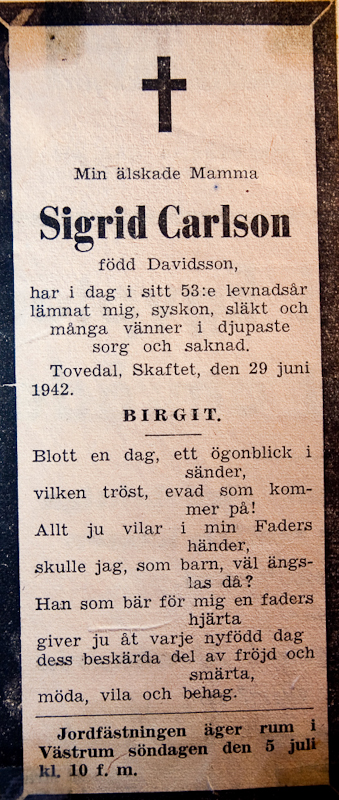 Min älskade Mamma
Sigrid Carlson
född Davidsson,
har i dag i sitt 53:e levnadsår
lämnat mig, syskon, släkt och
många vänner i djupaste
sorg och saknad.
Tovedal, Skaftet, den 29 juni
1942.
BIRGIT.
Blott en dag, ett ögonblick i
sänder,
vilken tröst, evad som kom-
mer på!
Allt ju vilar i min Faders
händer,
skulle jag, som barn, väl ängs-
las då?
Han som bär för mig en faders
hjärta
giver ju åt varje nyfödd dag
dess beskärda del av fröjd och
smärta,
möda, vila och behag.
Jordfästningen äger rum i
Västrum söndagen den 5 juli
kl. 10 f. m.